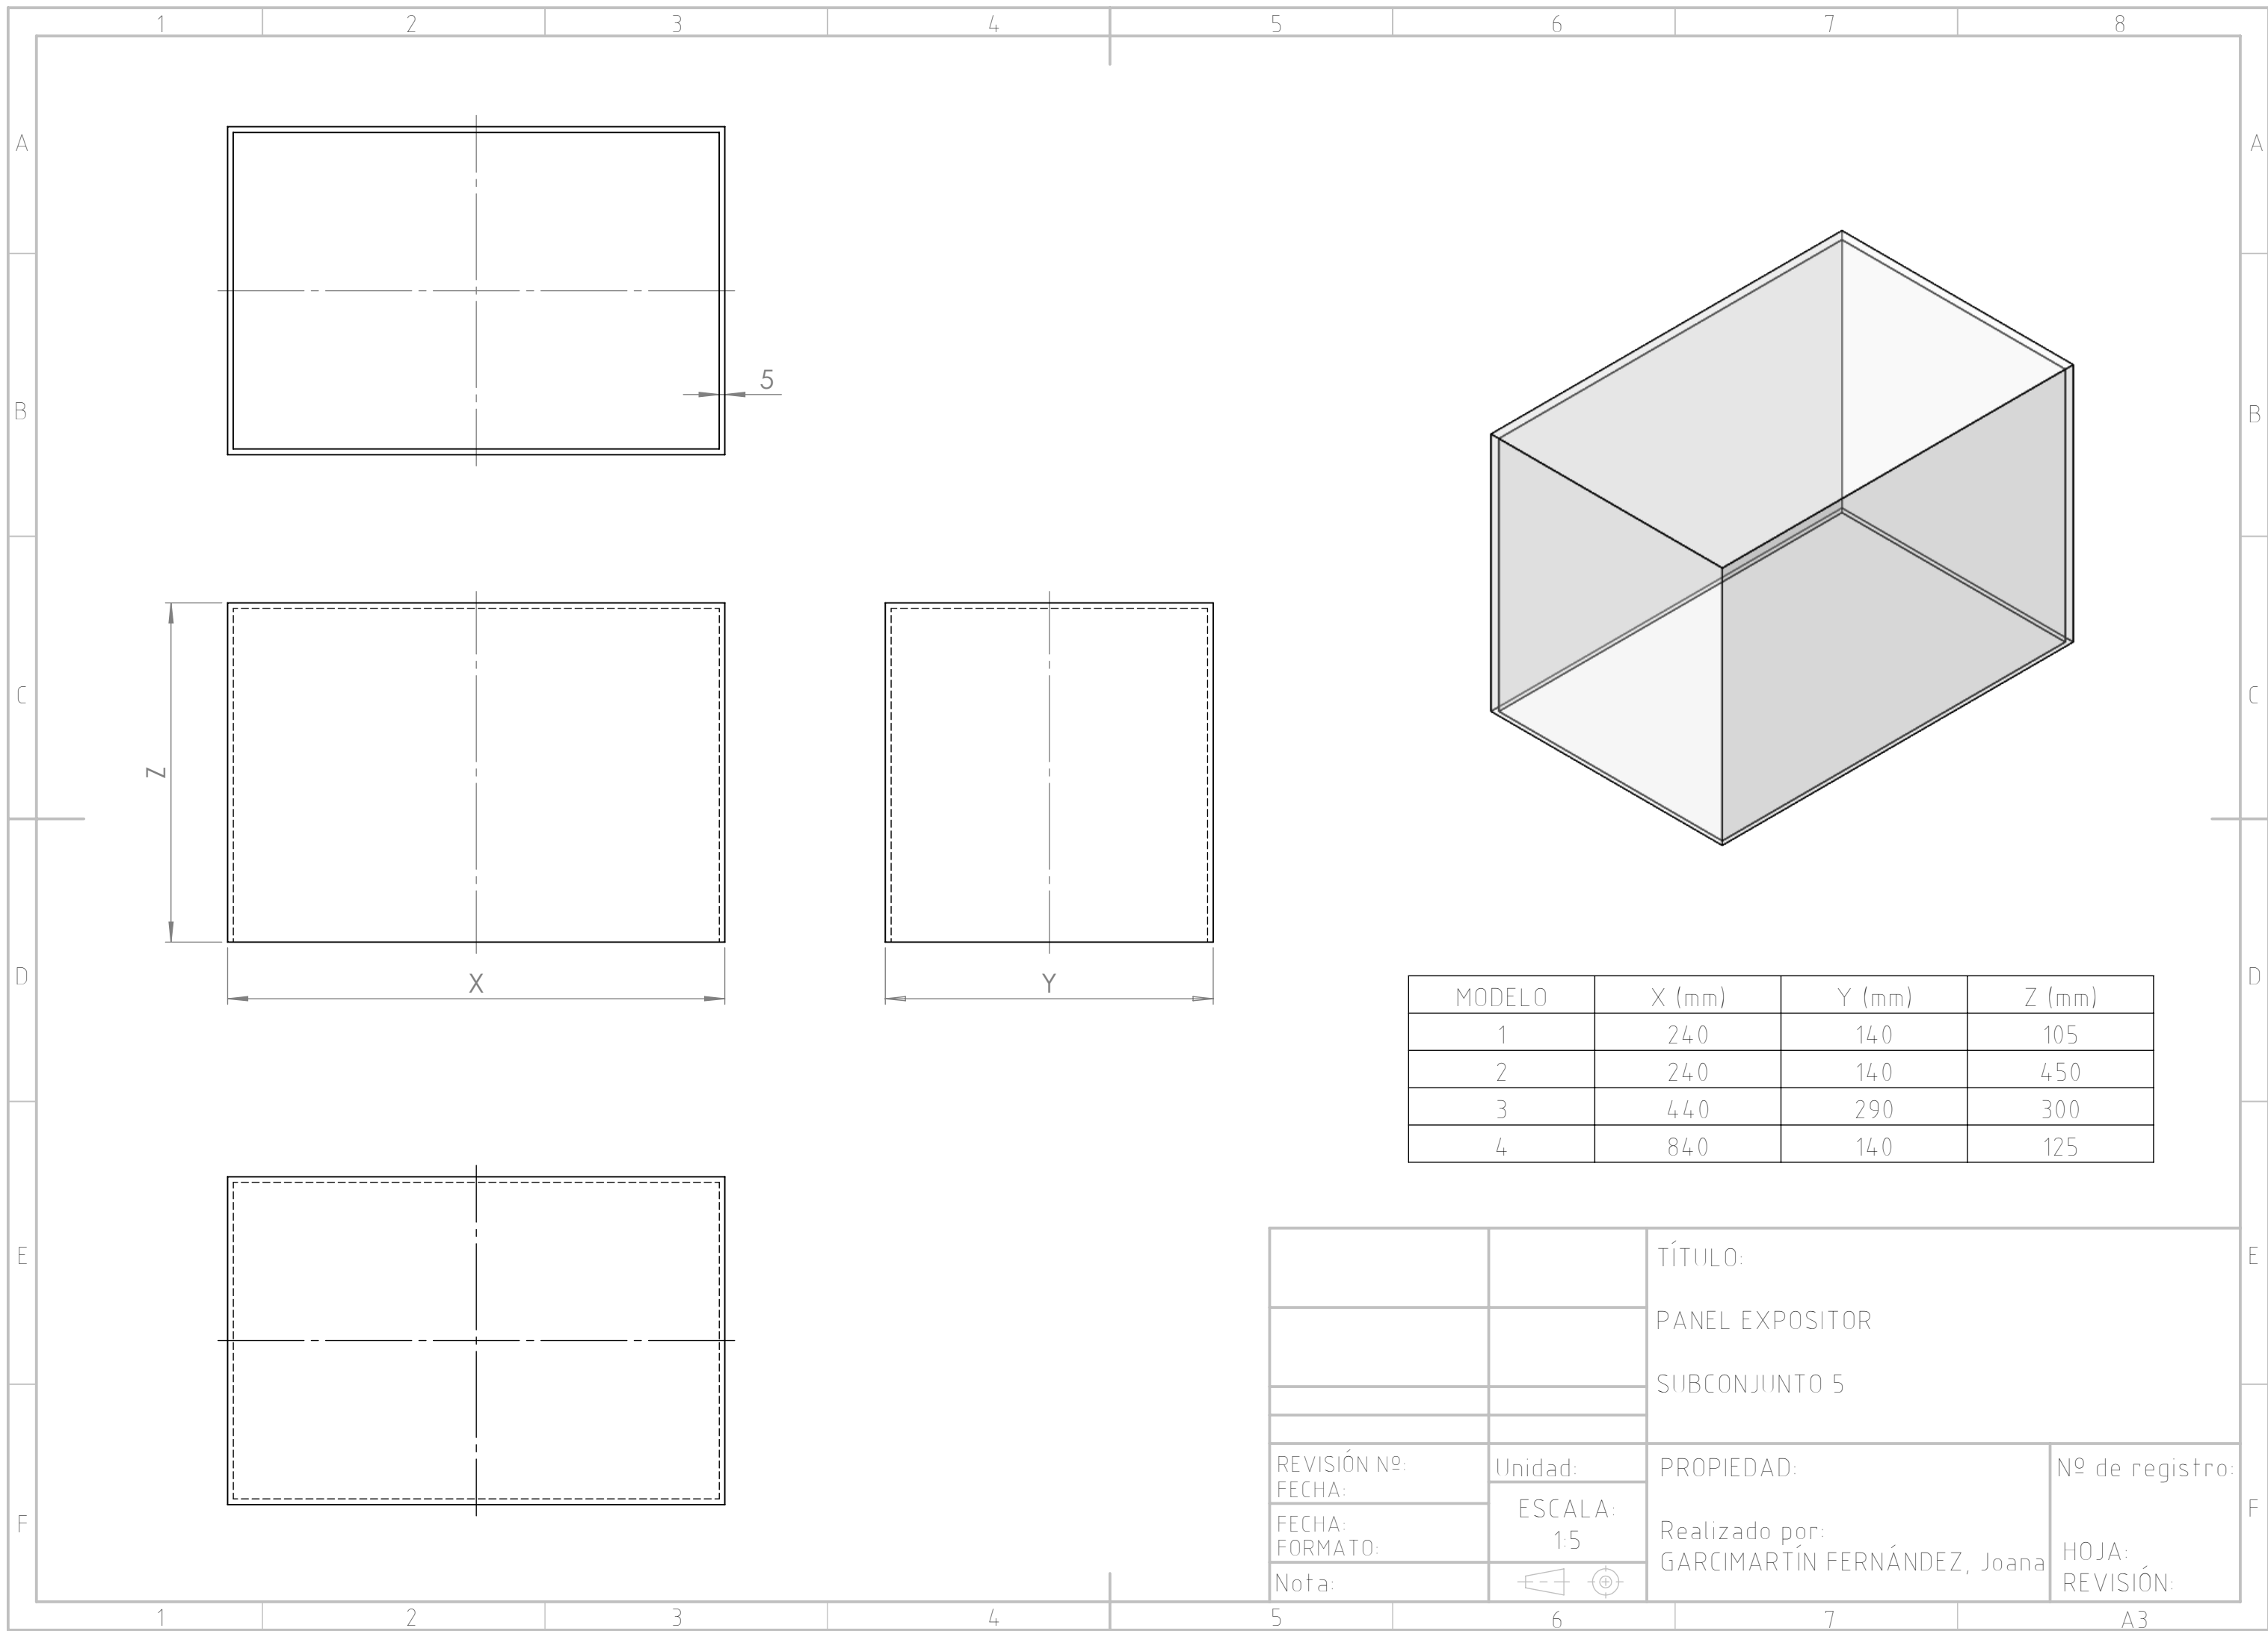 1 2 3 4 5 6 7 8
A A
B B
C C
D D
E E
F F
5
Z
X
Y
MODELO X (mm) Y (mm) Z (mm)
1 240 140 105
2 240 140 450
3 440 290 300
4 840 140 125
TÍTULO:
PANEL EXPOSITOR
SUBCONJUNTO 5
REVISIÓN Nº:
FECHA:
FECHA:
FORMATO:
Nota:
Unidad:
ESCALA:
1:5
PROPIEDAD:
Realizado por:
GARCIMARTÍN FERNÁNDEZ, Joana
Nº de registro:
HOJA:
REVISIÓN:
1 2 3 4 5 6 7 A3